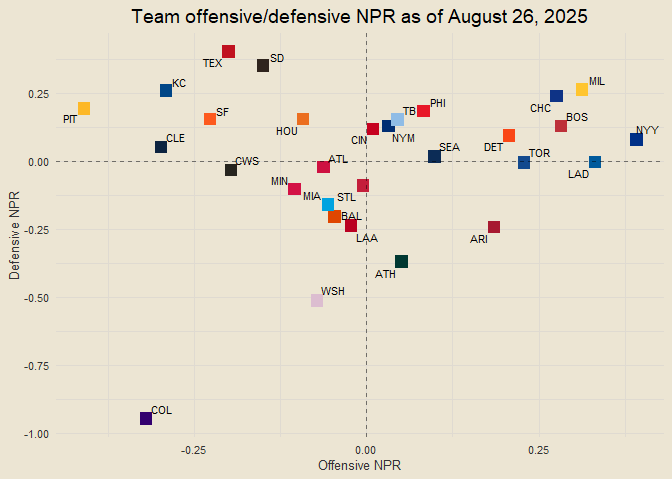 Team offensive/defensive NPR as of August 26, 2025
TEX
SD
KC
MIL
PIT
SF
HOU
TB
PHI
CHC
BOS
CIN
NYM
NYY
CLE
SEA
DET
TOR
CWS
ATL
LAD
MIN
MIA
STL
BAL
LAA
ARI
ATH
WSH
COL
0.25
0.00
-0.25
-0.50
-0.75
-1.00
Defensive NPR
-0.25
0.00
0.25
Offensive NPR